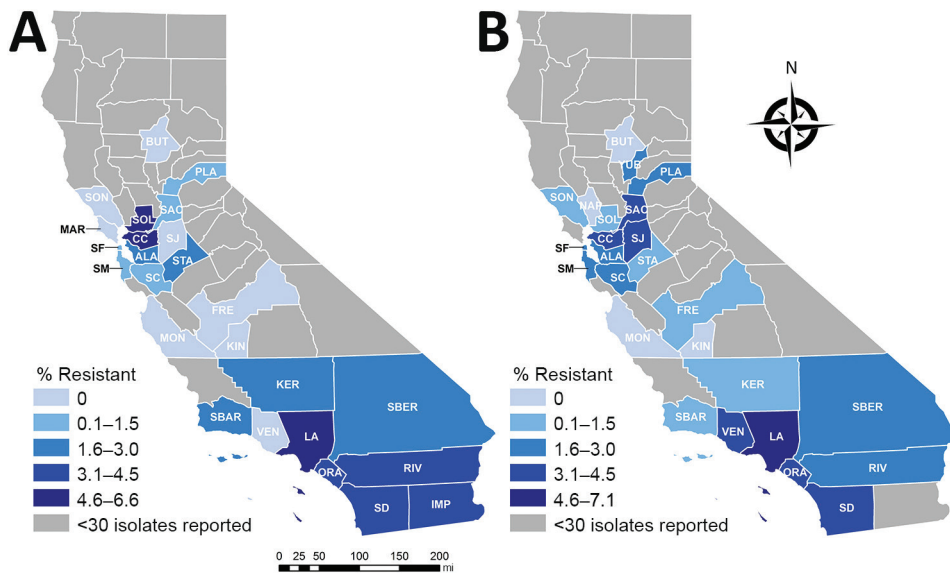 A
BUT
PLA
SON
SAC
SOL
MAR
CC
SJ
SF
ALA
STA
SM
SC
FRE
MON
KIN
% Resistant
0
0.1–1.5
1.6–3.0
3.1–4.5
4.6–6.6
<30 isolates reported
KER
SBER
SBAR
VEN
LA
ORA
RIV
SD
IMP
0 25 50 100 150 200
mi
B
N
BUT
UB
PLA
SON
NAP
SOL
SAC
CC
SJ
SF
ALA
STA
SM
SC
FRE
MON
KIN
% Resistant
0
0.1–1.5
1.6–3.0
3.1–4.5
4.6–7.1
<30 isolates reported
KER
SBER
SBAR
VEN
LA
ORA
RIV
SD